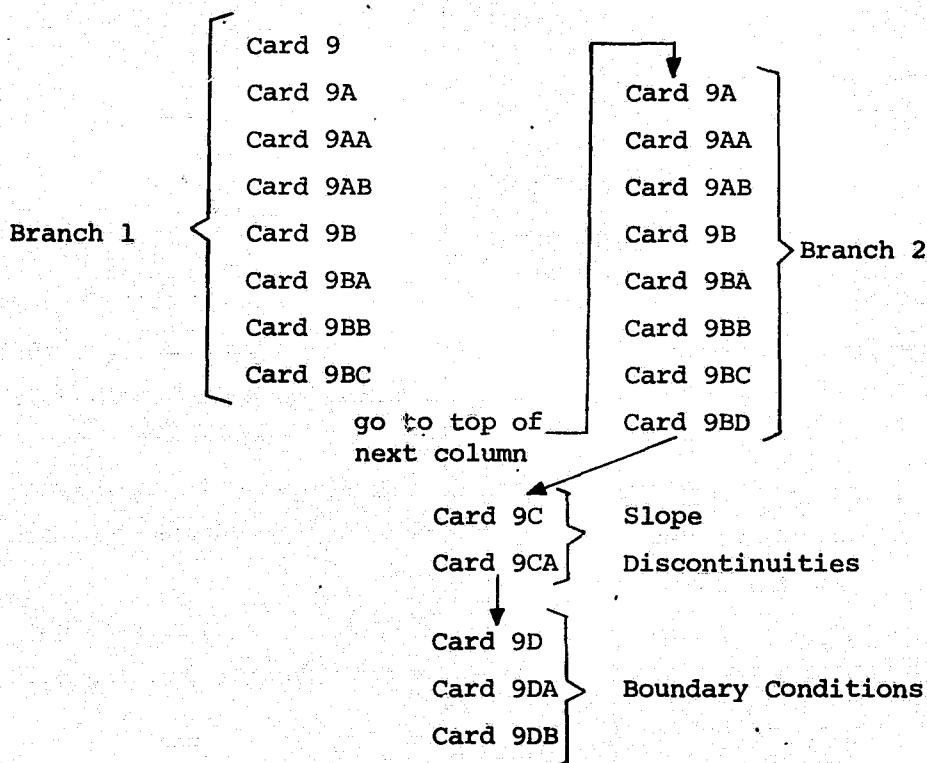 Branch 1
Card 9
Card 9A
Card 9AA
Card 9AB
Card 9B
Card 9BA
Card 9BB
Card 9BC
go to top of
next column
Card 9A
Card 9AA
Card 9AB
Card 9B
Card 9BA
Card 9BB
Card 9BC
Card 9BD
Branch 2
Card 9C
Card 9CA
Slope
Discontinuities
Card 9D
Card 9DA
Card 9DB
Boundary Conditions